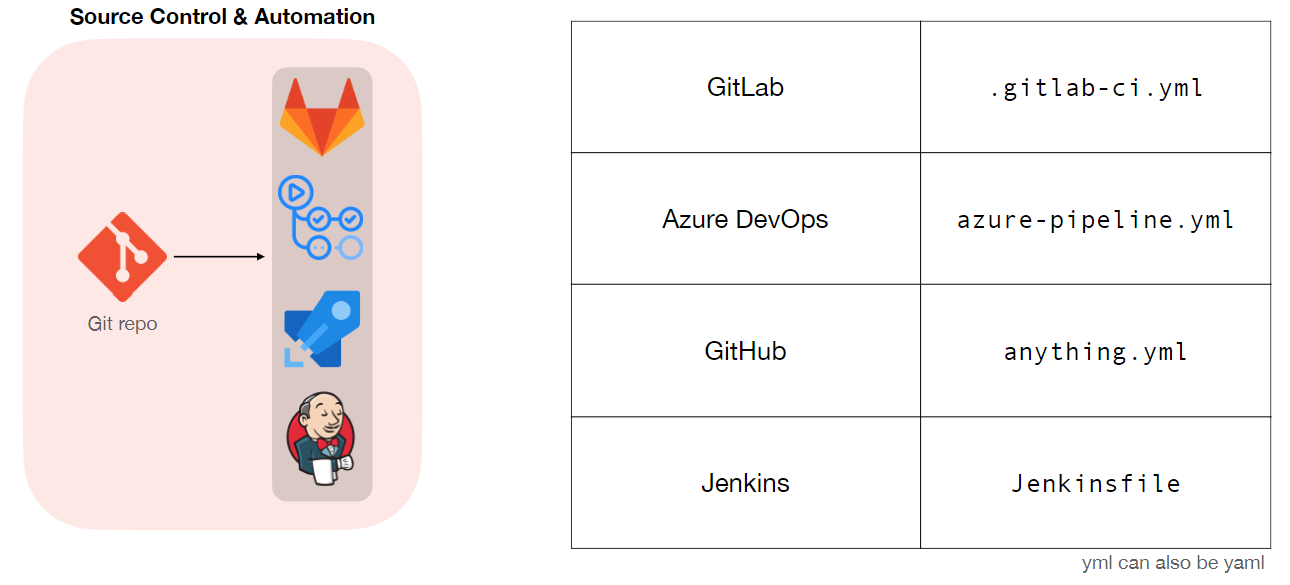 Source Control & Automation
Git repo
GitLab
.gitlab-ci.yml
Azure DevOps
azure-pipeline.yml
GitHub
anything.yml
Jenkins
Jenkinsfile
yml can also be yaml